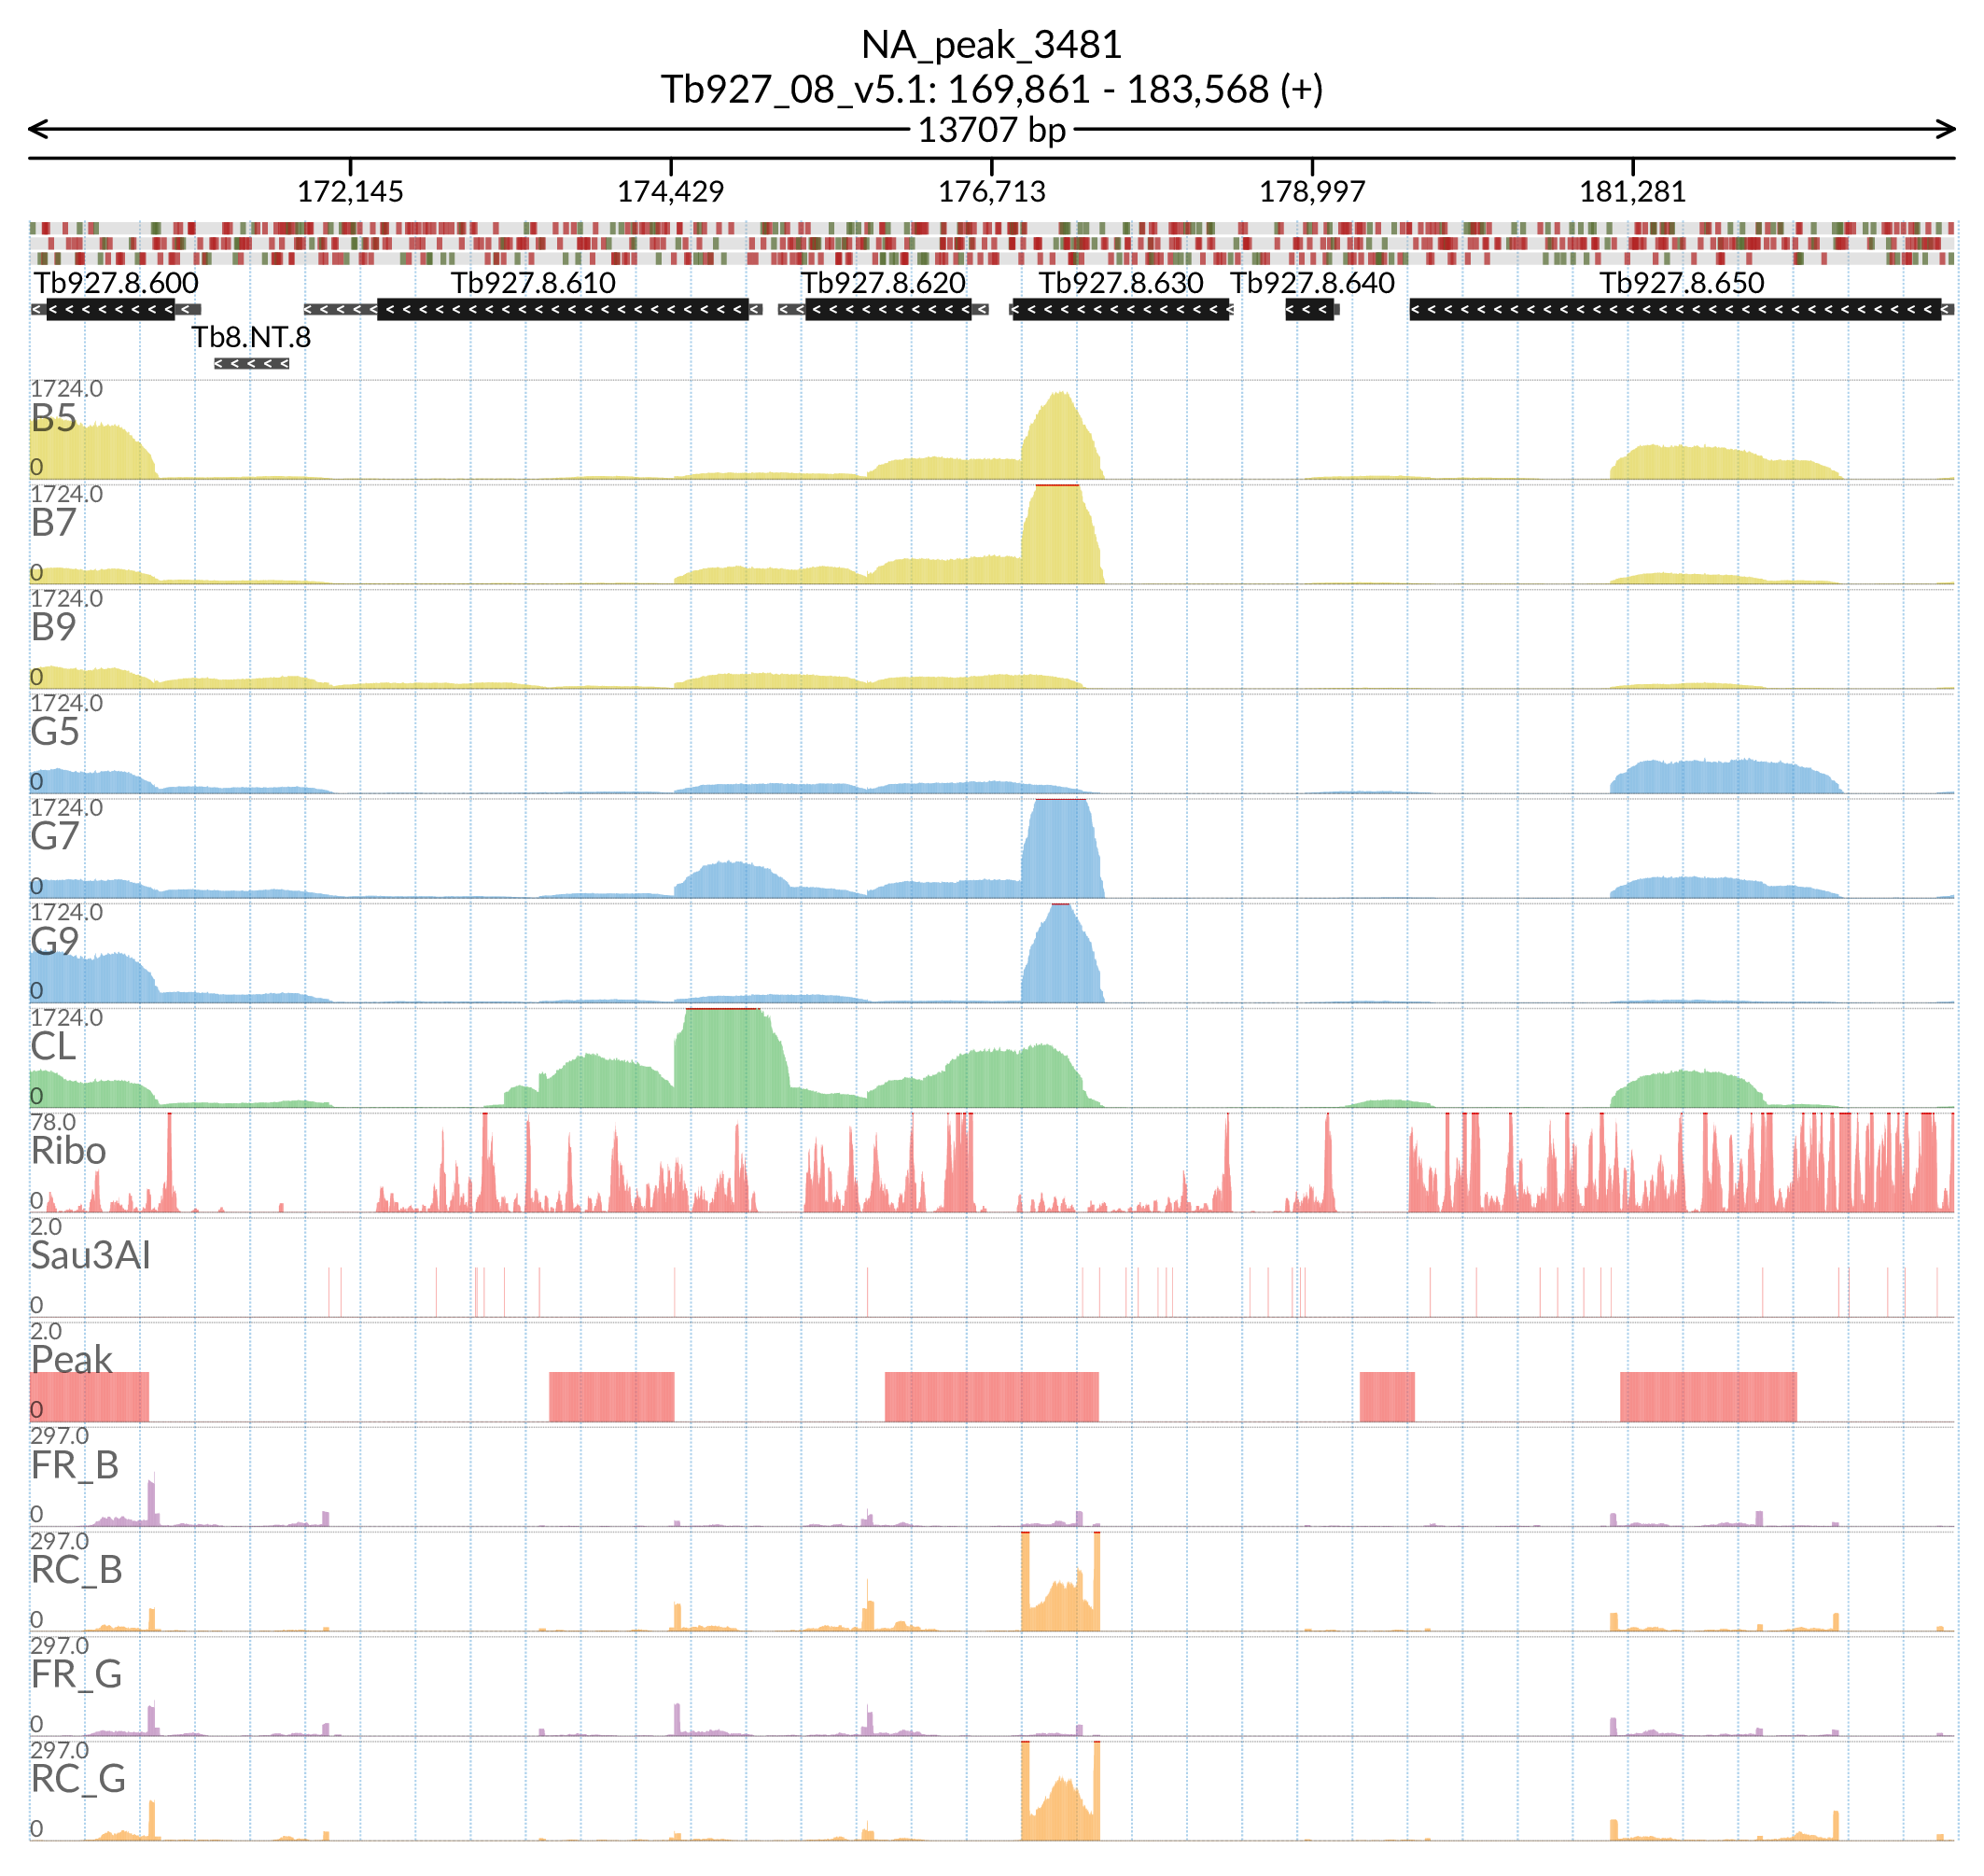 NA_peak_3481
Tb927_08_v5.1: 169,861 - 183,568 (+)
13707 bp
172,145 174,429 176,713 178,997 181,281
Tb927.8.600 Tb927.8.610 Tb927.8.620 Tb927.8.630 Tb927.8.640 Tb927.8.650
Tb8.NT.8
1724.0
B5
0
1724.0
B7
0
1724.0
B9
0
1724.0
G5
0
1724.0
G7
0
1724.0
G9
0
1724.0
CL
0
78.0
Ribo
0
2.0
Sau3AI
0
2.0
Peak
0
297.0
FR_B
0
297.0
RC_B
0
297.0
FR_G
0
297.0
RC_G
0